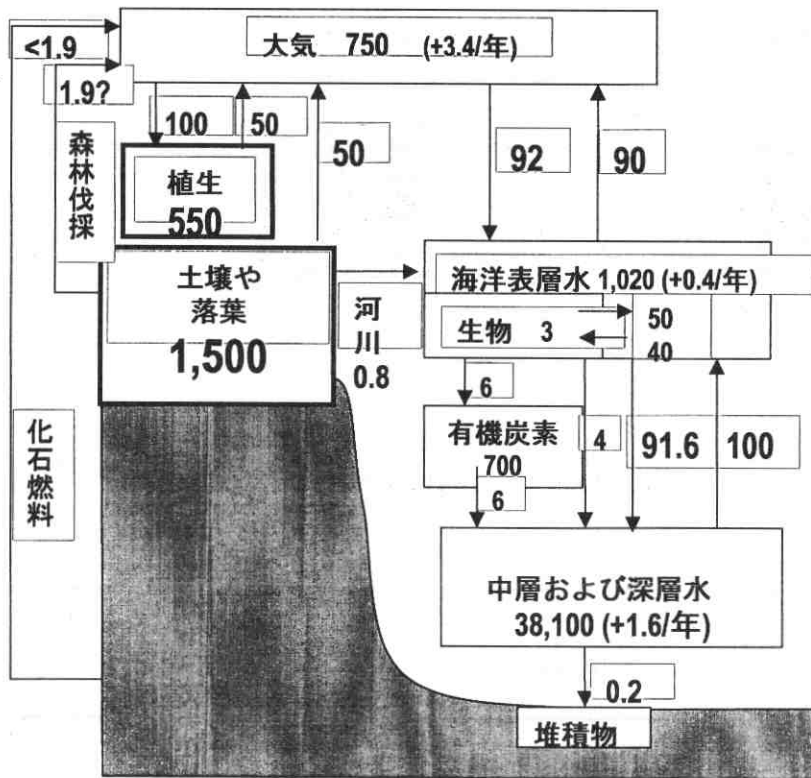 大気 750 (+3.4/年)
<1.9
1.9?
100
50
50
92
90
森林伐採
植生
550
土壌や
落葉
1,500
河川
0.8
海洋表層水 1,020 (+0.4/年)
生物 3
50
40
6
有機炭素
700
6
4
91.6
100
化石燃料
中層および深層水
38,100 (+1.6/年)
0.2
堆積物